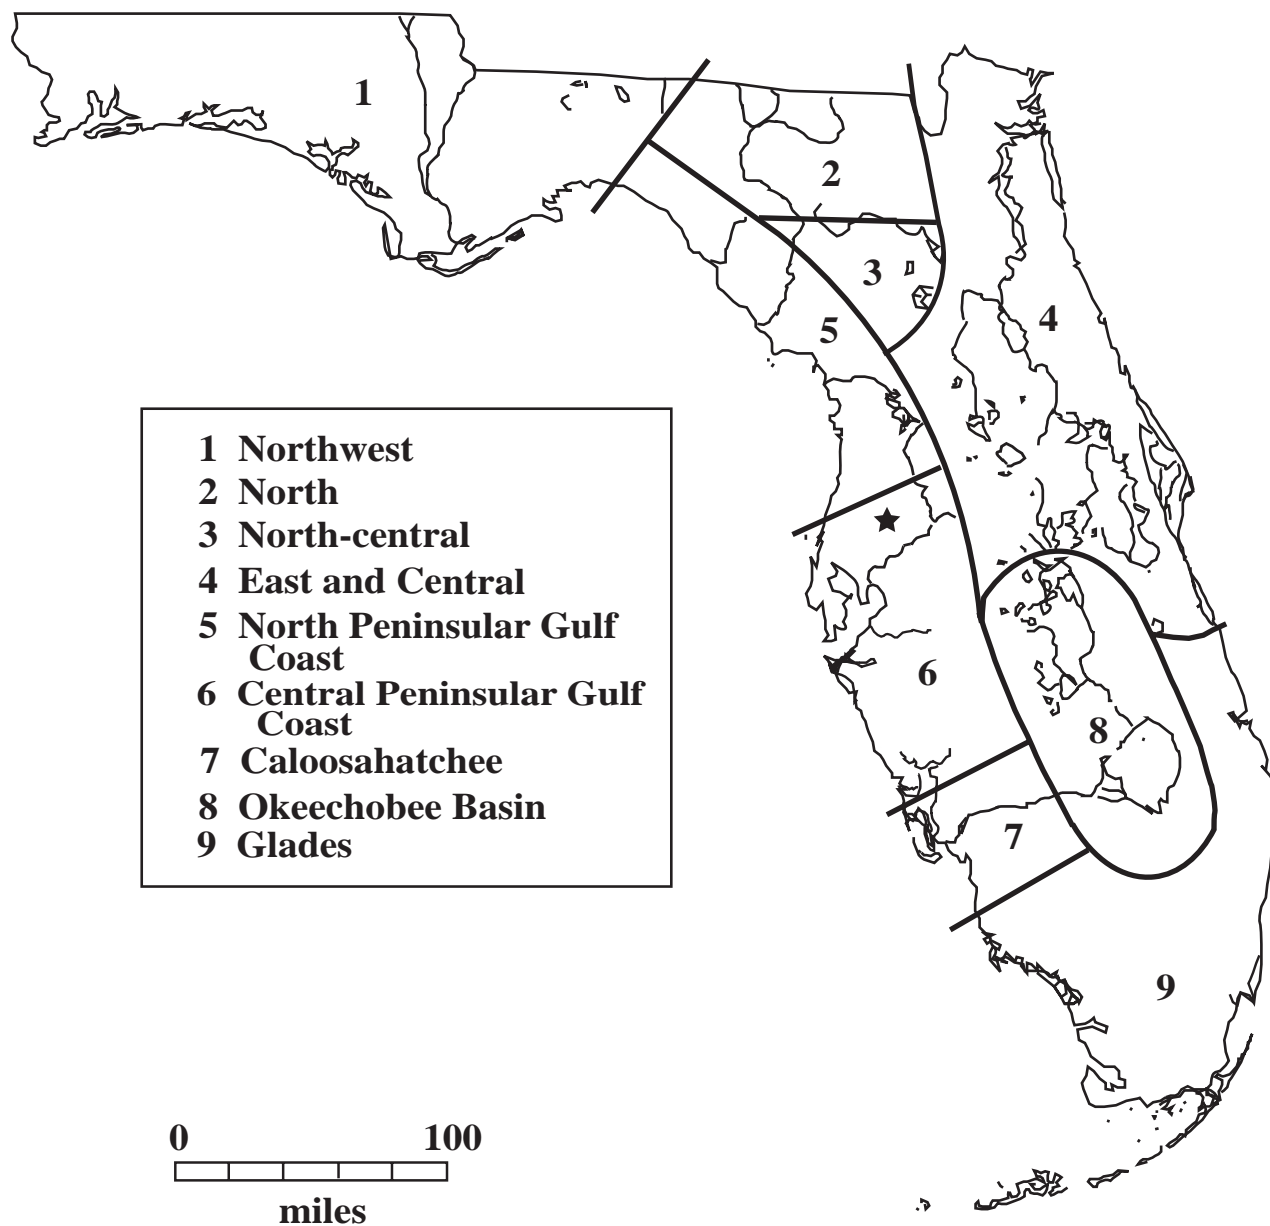 1
2
3
4
5
1 Northwest
2 North
3 North-central
4 East and Central
5 North Peninsular Gulf
Coast
6 Central Peninsular Gulf
Coast
7 Caloosahatchee
8 Okeechobee Basin
9 Glades
6
8
7
9
0 100
miles